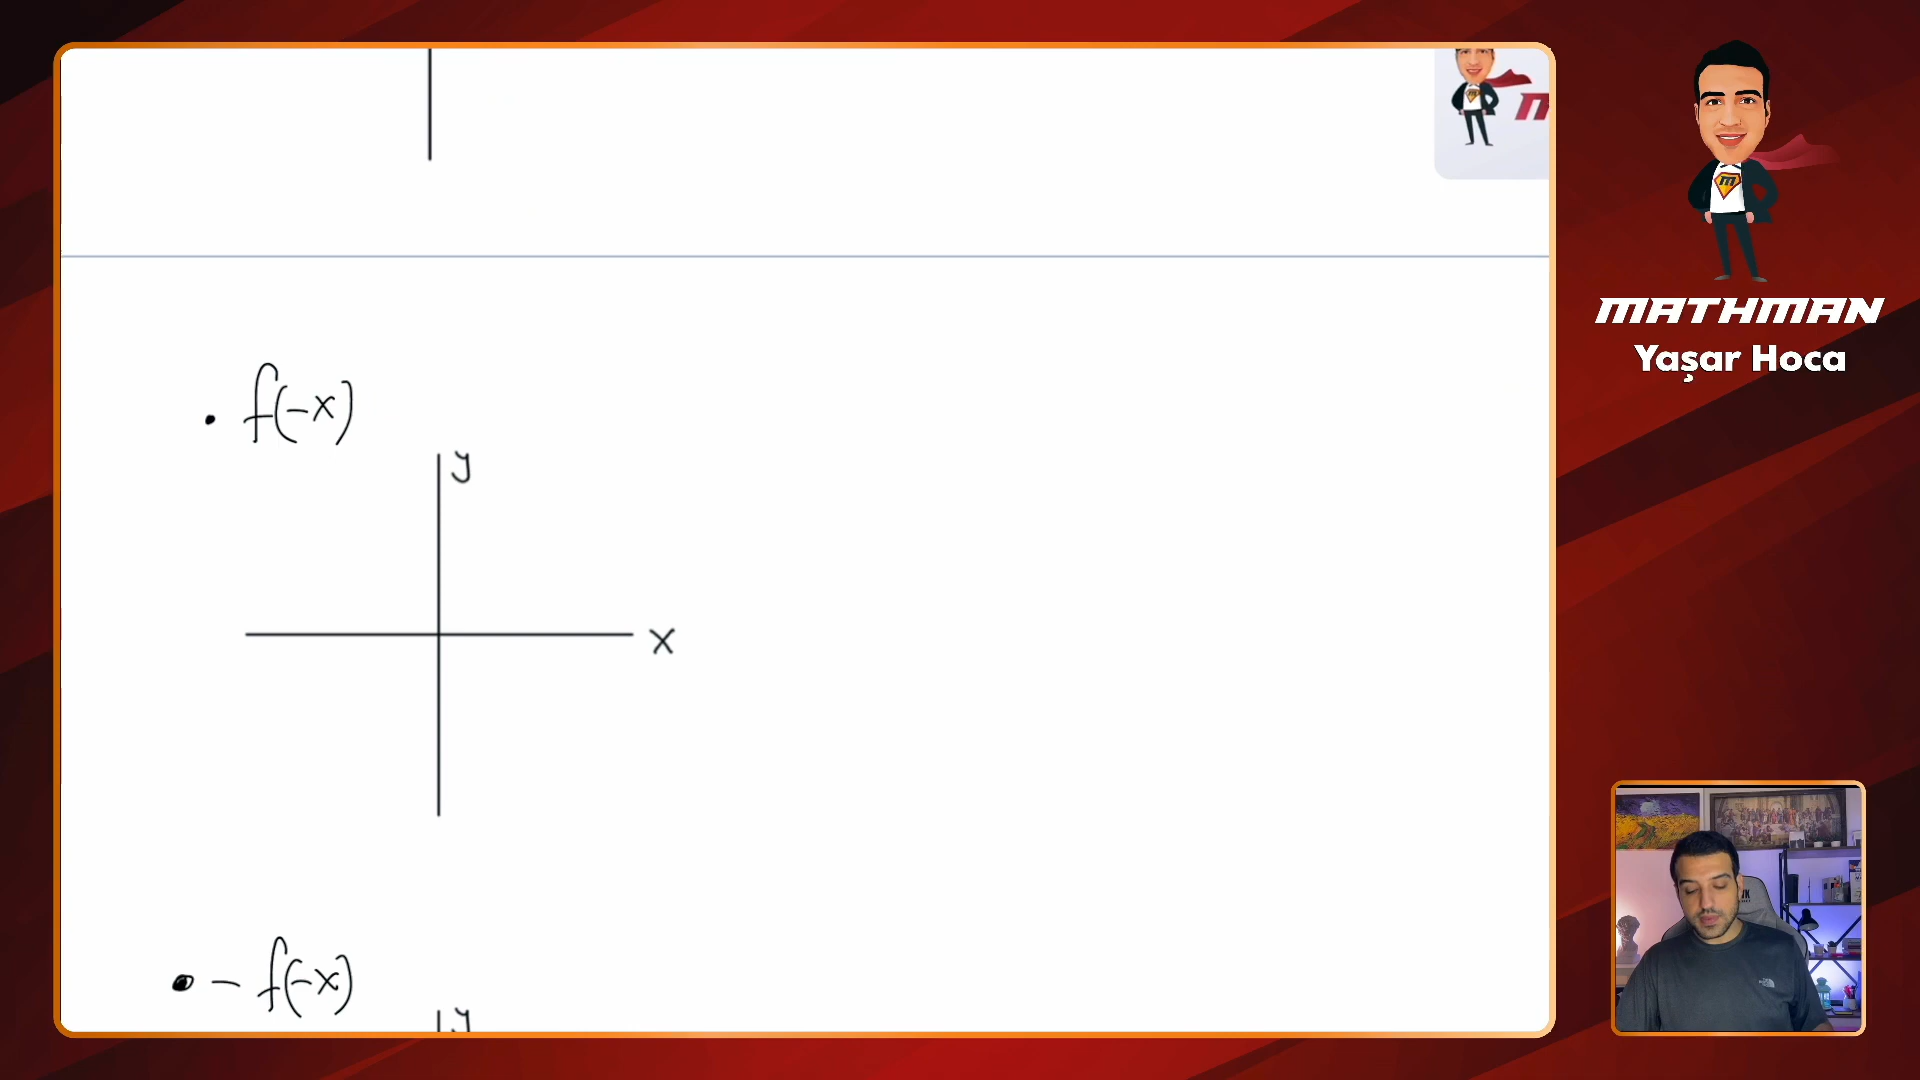 MATHMAN
Yaşar Hoca
• f(-x)
y
x
• - f(-x)
y